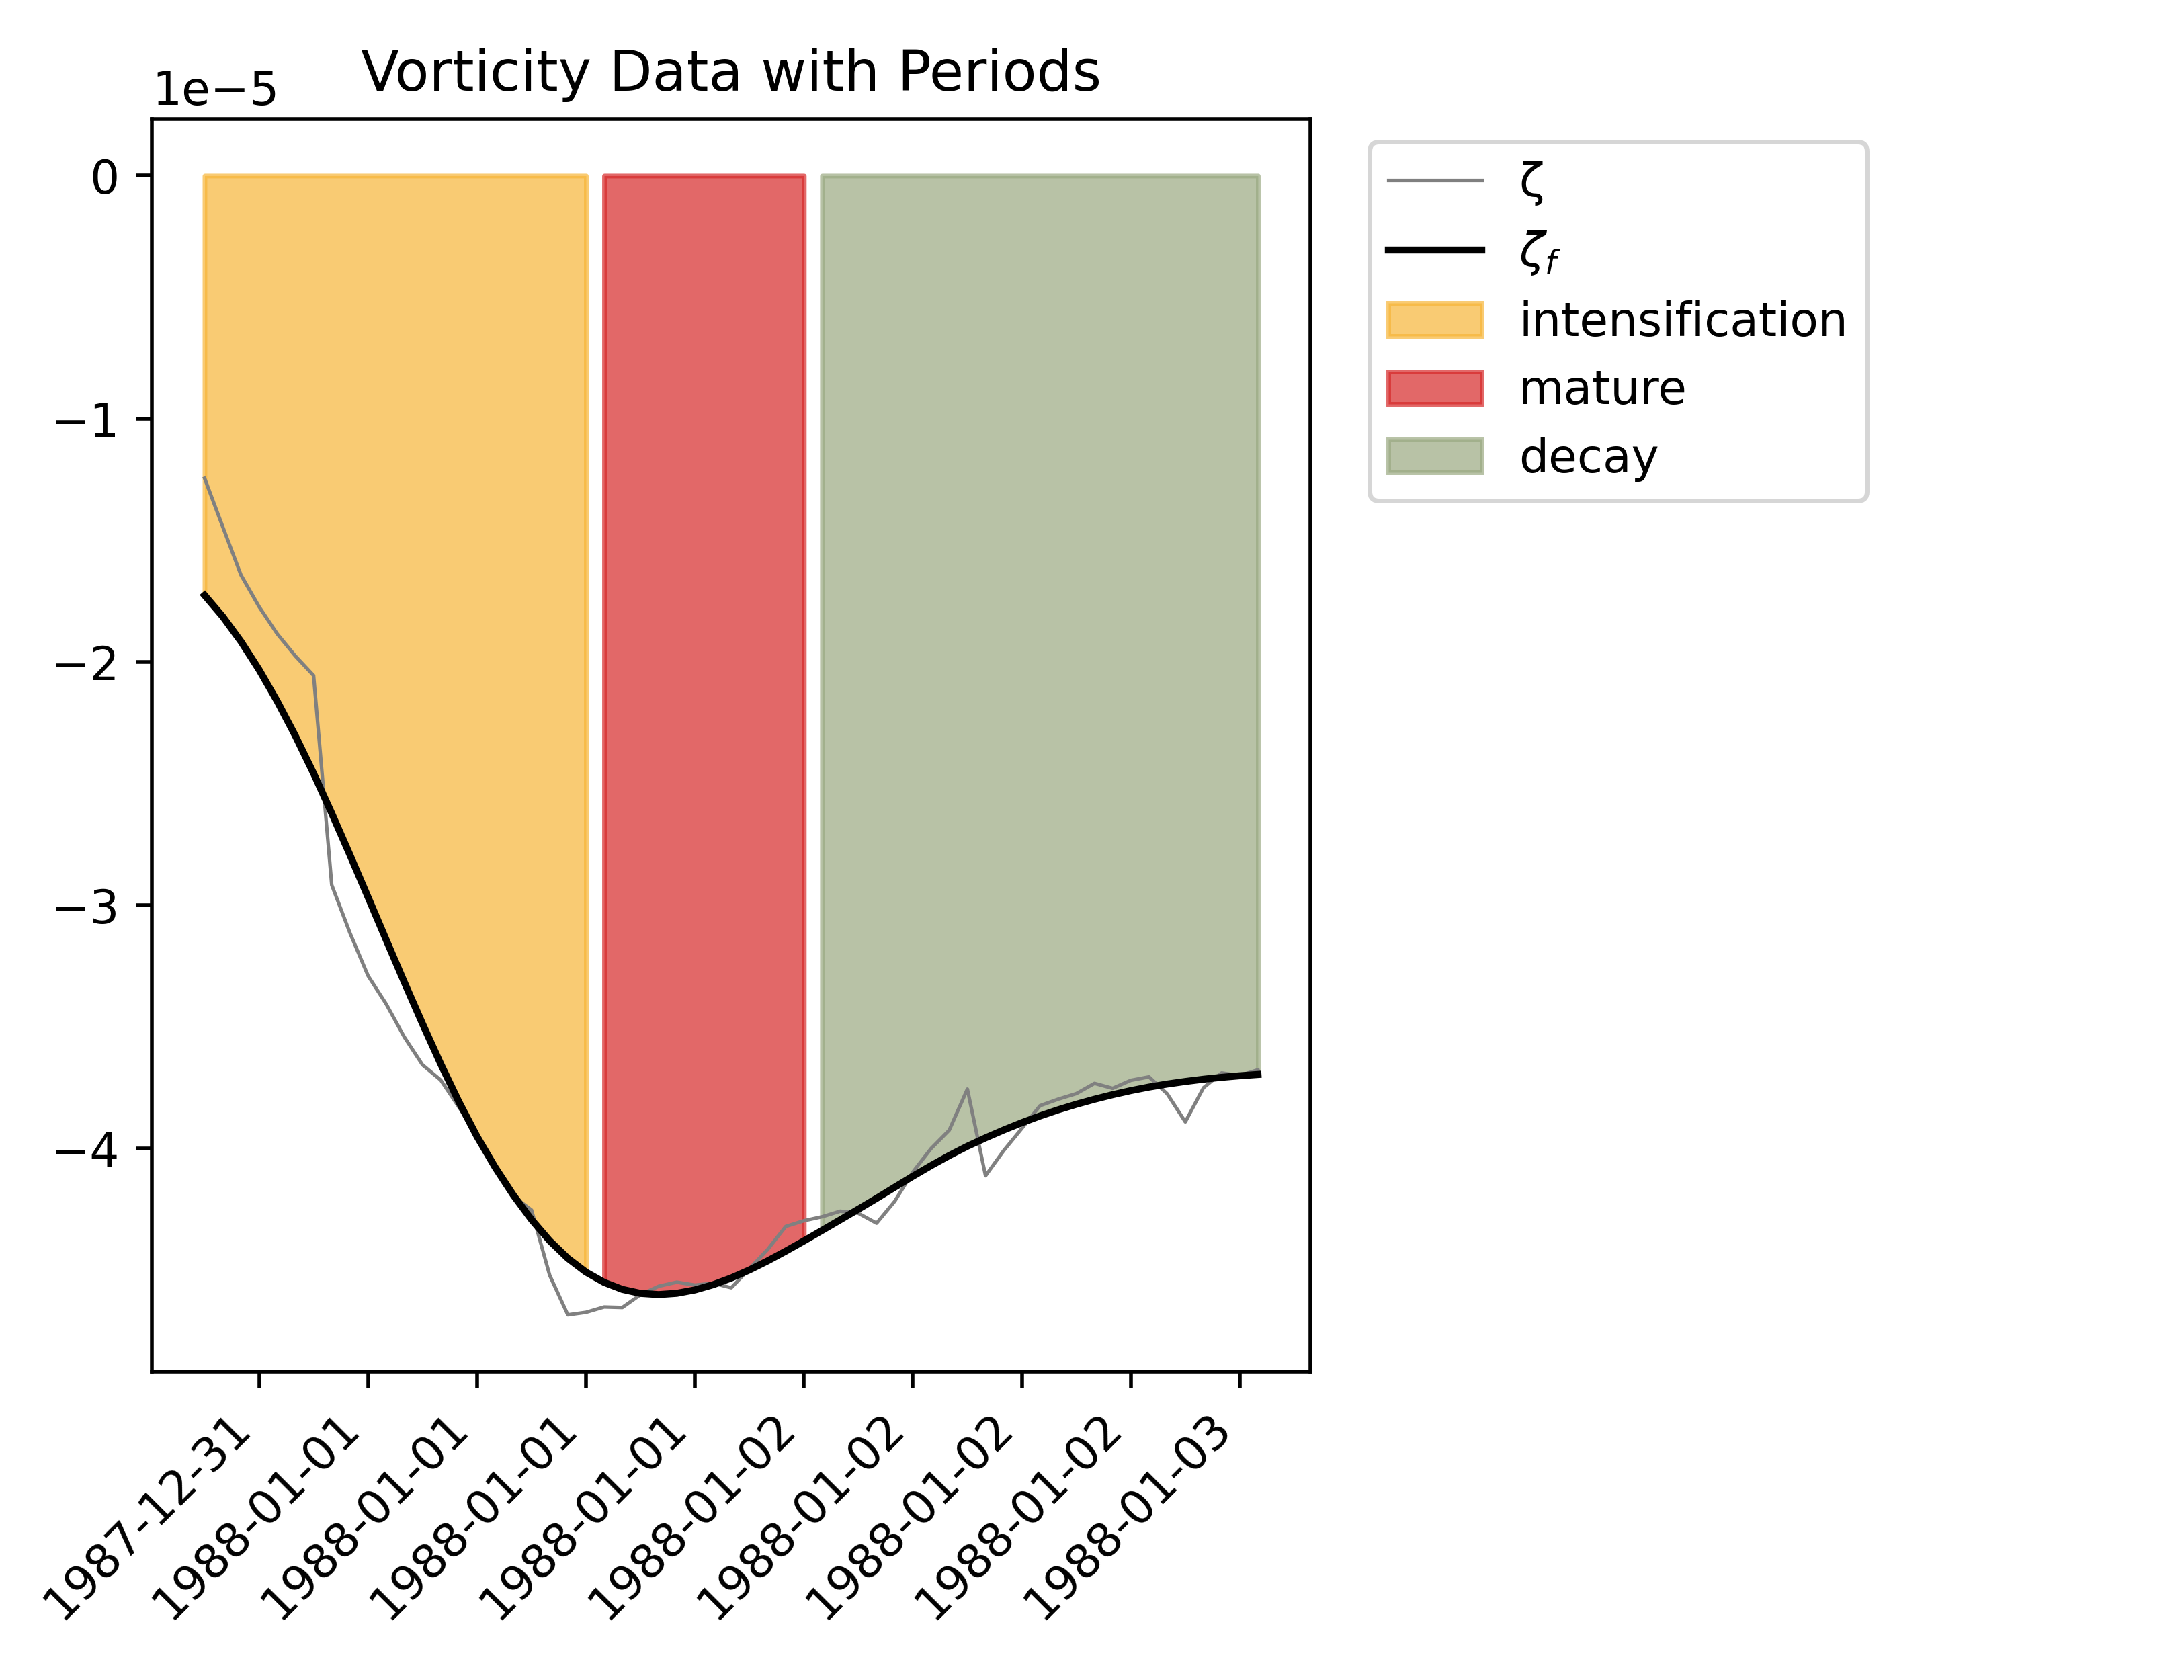 Vorticity Data with Periods
1e−5
0
−1
−2
−3
−4
1987-12-31
1988-01-01
1988-01-01
1988-01-01
1988-01-01
1988-01-02
1988-01-02
1988-01-02
1988-01-02
1988-01-03
ζ
ζf
intensification
mature
decay